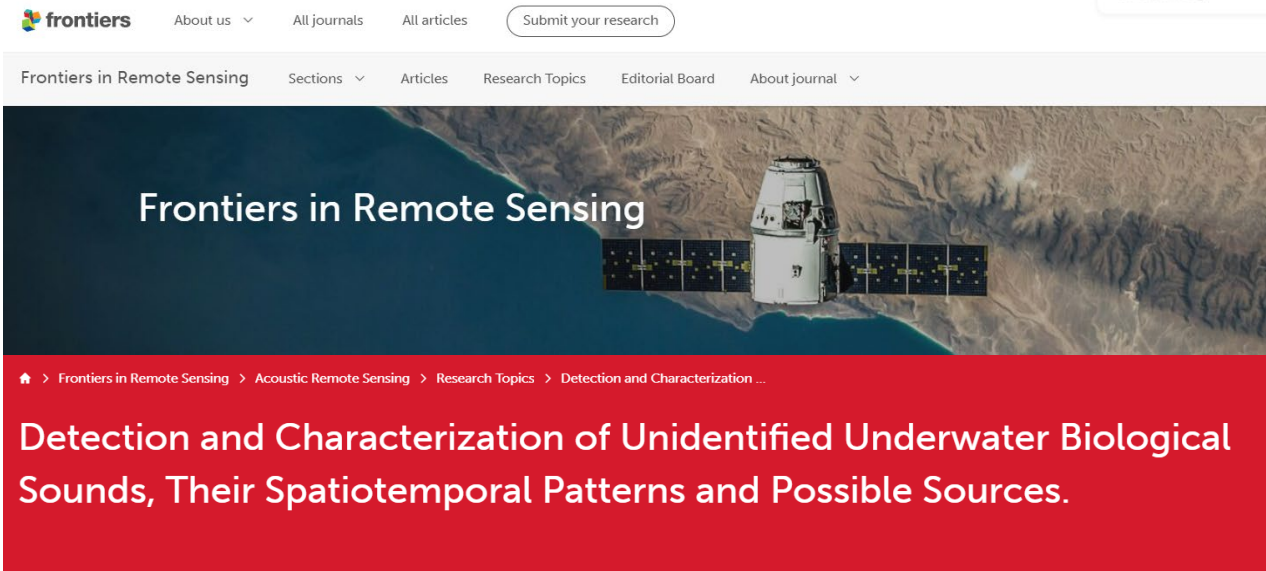 frontiers About us All journals All articles Submit your research
Frontiers in Remote Sensing Sections Articles Research Topics Editorial Board About journal
Frontiers in Remote Sensing
> Frontiers in Remote Sensing > Acoustic Remote Sensing > Research Topics > Detection and Characterization ...
Detection and Characterization of Unidentified Underwater Biological
Sounds, Their Spatiotemporal Patterns and Possible Sources.